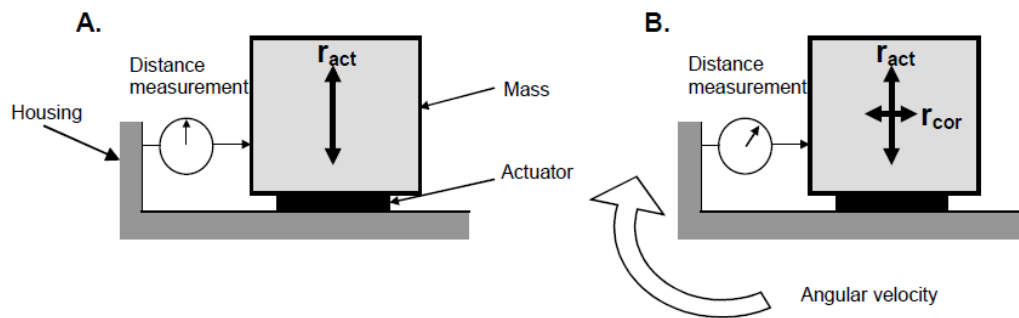 A.
r_act
Distance
measurement
Mass
Housing
Actuator
B.
r_act
Distance
measurement
r_cor
Angular velocity